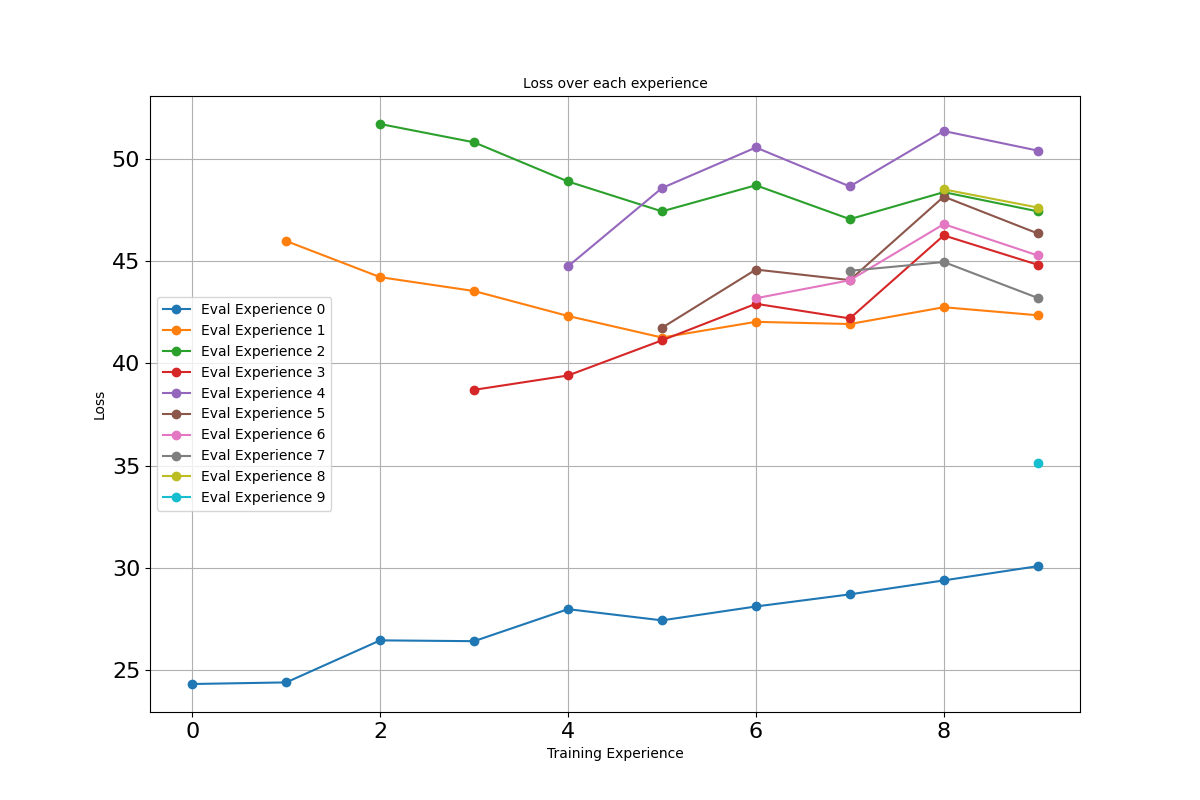 Loss over each experience
50
45
40
35
30
25
Loss
Eval Experience 0
Eval Experience 1
Eval Experience 2
Eval Experience 3
Eval Experience 4
Eval Experience 5
Eval Experience 6
Eval Experience 7
Eval Experience 8
Eval Experience 9
0 2 4 6 8
Training Experience